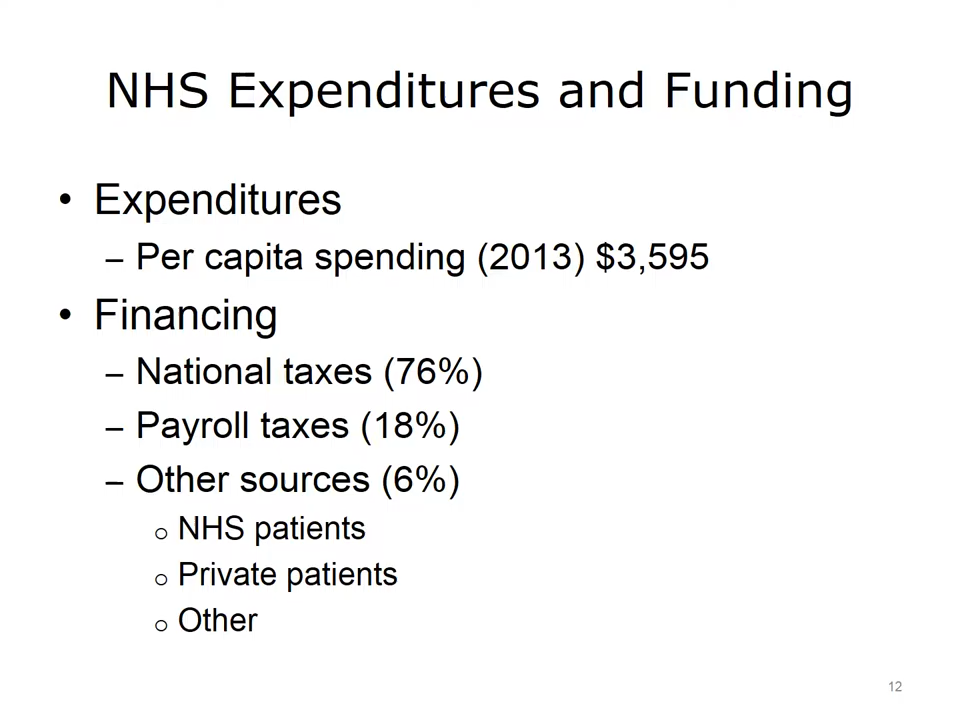 NHS Expenditures and Funding
• Expenditures
– Per capita spending (2013) $3,595
• Financing
– National taxes (76%)
– Payroll taxes (18%)
– Other sources (6%)
o NHS patients
o Private patients
o Other
12